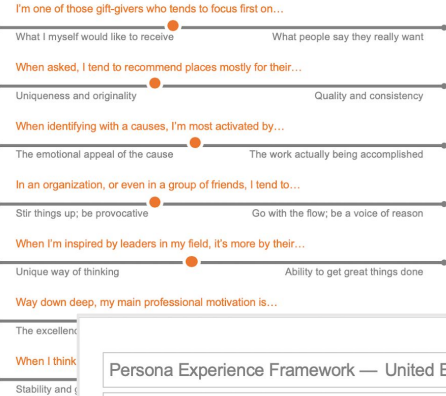 I'm one of those gift-givers who tends to focus first on…
What I myself would like to receive What people say they really want
When asked, I tend to recommend places mostly for their…
Uniqueness and originality Quality and consistency
When identifying with a causes, I'm most activated by…
The emotional appeal of the cause The work actually being accomplished
In an organization, or even in a group of friends, I tend to…
Stir things up; be provocative Go with the flow; be a voice of reason
When I'm inspired by leaders in my field, it's more by their…
Unique way of thinking Ability to get great things done
Way down deep, my main professional motivation is…
The
When I think
Stability and
Persona Experience Framework — United